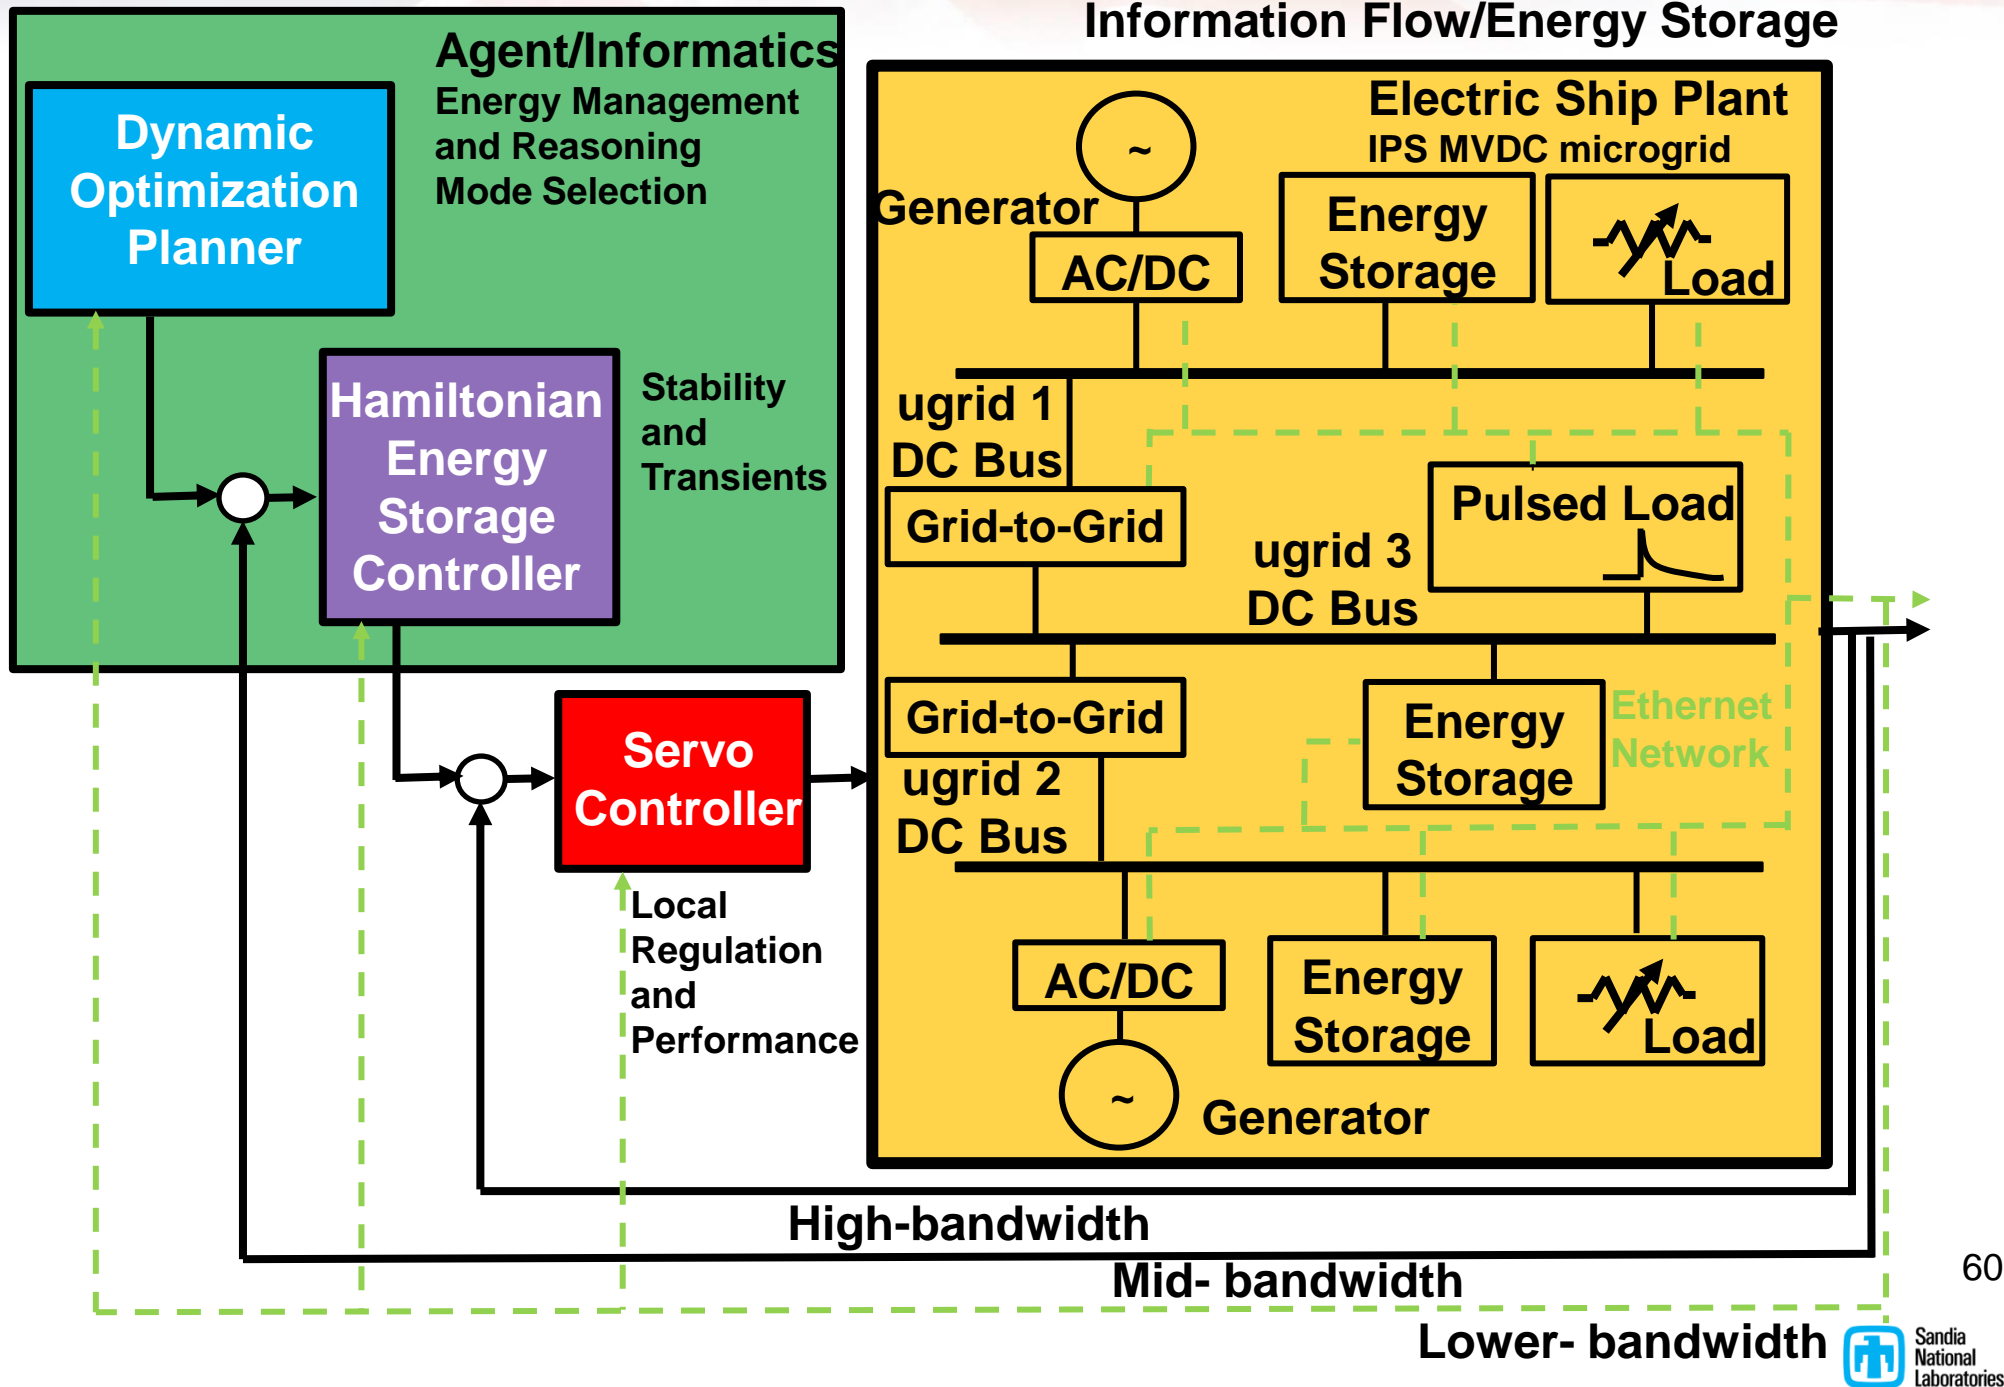 Information Flow/Energy Storage
Agent/Informatics
Energy Management
and Reasoning
Mode Selection
Dynamic
Optimization
Planner
Hamiltonian
Energy
Storage
Controller
Stability
and
Transients
Servo
Controller
Local
Regulation
and
Performance
Electric Ship Plant
IPS MVDC microgrid
~
Generator
AC/DC
Energy
Storage
Load
ugrid 1
DC Bus
Grid-to-Grid
Pulsed Load
ugrid 3
DC Bus
Grid-to-Grid
Energy
Storage
Ethernet
Network
ugrid 2
DC Bus
AC/DC
Energy
Storage
Load
~
Generator
High-bandwidth
Mid- bandwidth
Lower- bandwidth
60
Sandia
National
Laboratories